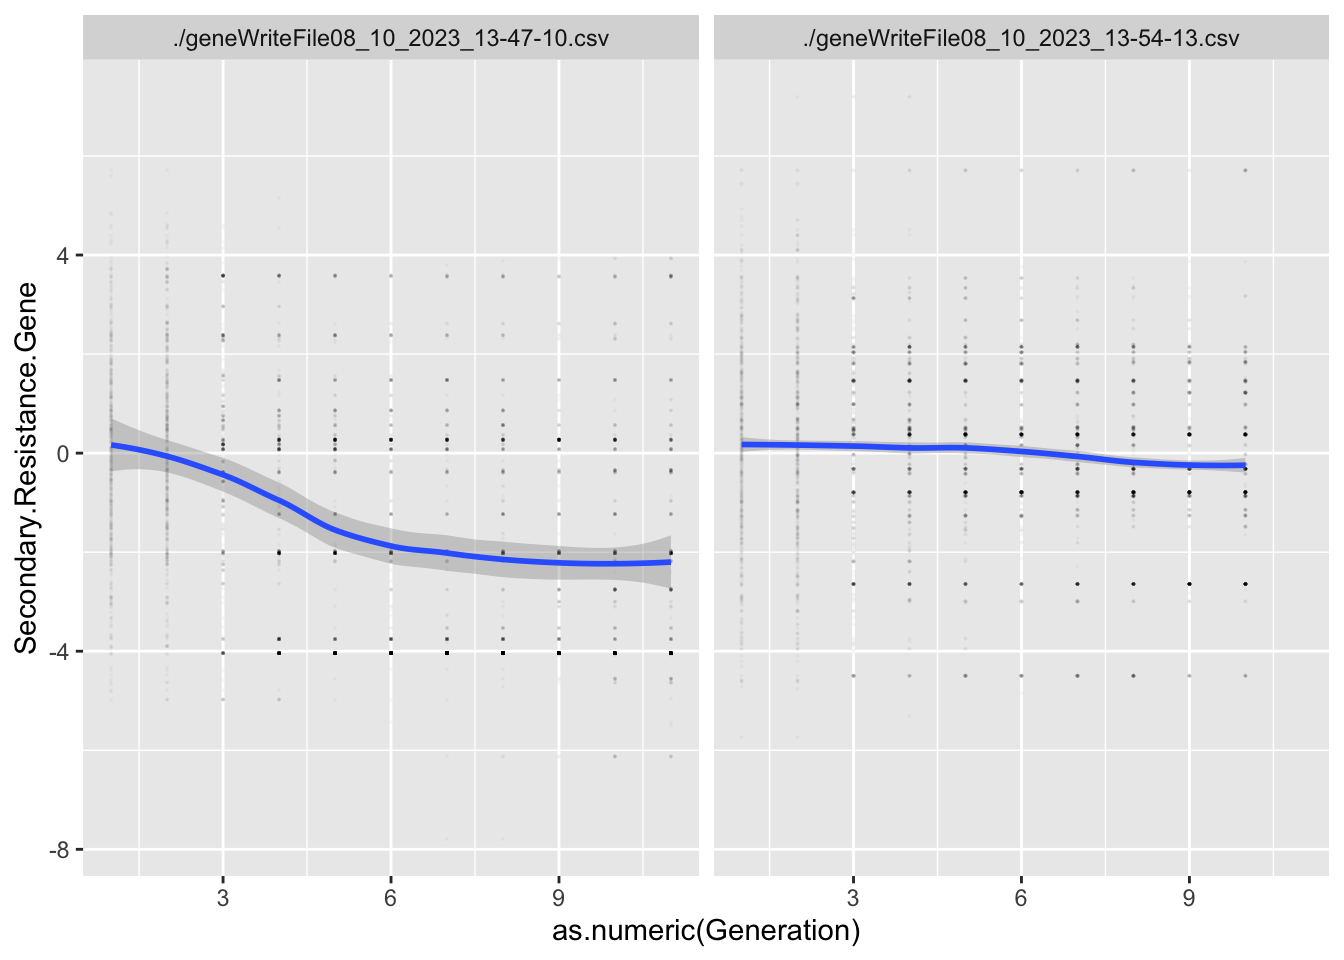 ./geneWriteFile08_10_2023_13-47-10.csv
./geneWriteFile08_10_2023_13-54-13.csv
Secondary.Resistance.Gene
4
0
-4
-8
3
6
9
3
6
9
as.numeric(Generation)